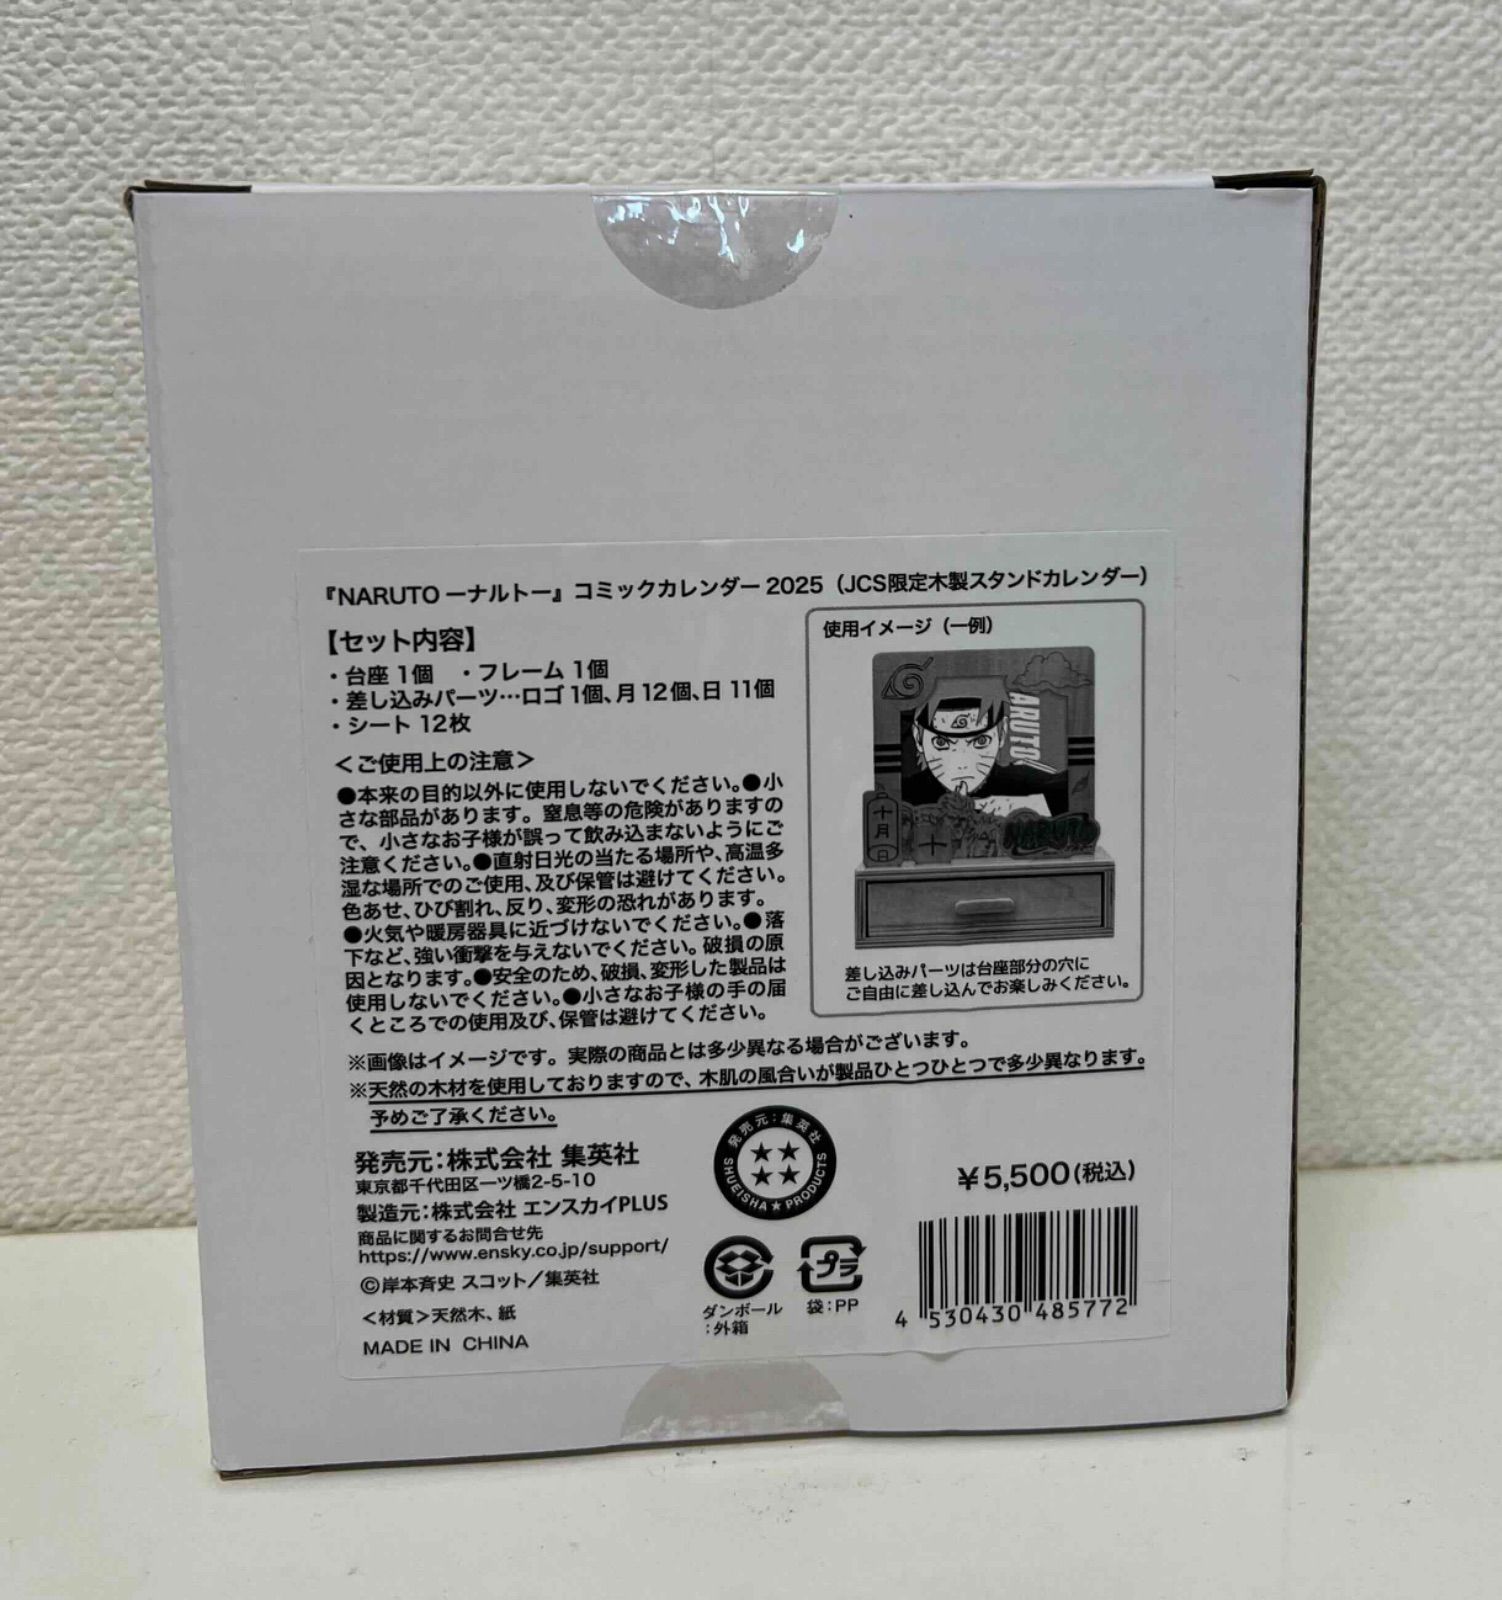 『NARUTO ーナルトー』コミックカレンダー 2025（JCS限定木製スタンドカレンダー）
【セット内容】
・台座 1個　・フレーム 1個
・差し込みパーツ…ロゴ 1個、月 12個、日 11個
・シート 12枚
＜ご使用上の注意＞
●本来の目的以外に使用しないでください。●小
さな部品があります。窒息等の危険がありますの
で、小さなお子様が誤って飲み込まないようにご
注意ください。●直射日光の当たる場所や、高温多
湿な場所でのご使用、及び保管は避けてください。
色あせ、ひび割れ、反り、変形の恐れがあります。
●火気や暖房器具に近づけないでください。●落
下など、強い衝撃を与えないでください。破損の原
因となります。●安全のため、破損、変形した製品は
使用しないでください。●小さなお子様の手の届
くところでの使用及び、保管は避けてください。
使用イメージ（一例）
ARUTO
十月
日
十
NARUTO
差し込みパーツは台座部分の穴に
ご自由に差し込んでお楽しみください。
※画像はイメージです。実際の商品とは多少異なる場合がございます。
※天然の木材を使用しておりますので、木肌の風合いが製品ひとつひとつで多少異なります。
予めご了承ください。
発売元：株式会社 集英社
東京都千代田区一ツ橋2-5-10
製造元：株式会社 エンスカイPLUS
商品に関するお問合せ先
https://www.ensky.co.jp/support/
©岸本斉史 スコット／集英社
＜材質＞天然木、紙
MADE IN CHINA
発売元：集英社
SHUEISHA★PRODUCTS
ダンボール
：外箱
プラ
袋：PP
¥5,500(税込)
4 530430 485772